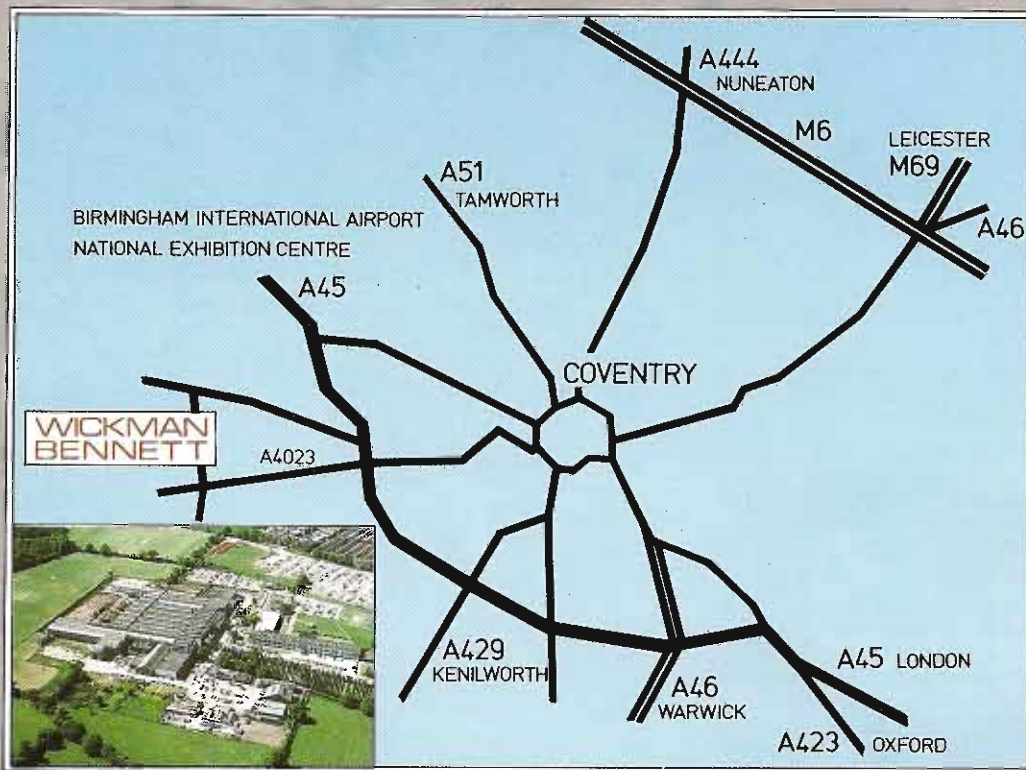 A444
NUNEATON
M6
LEICESTER
M69
A46
A51
TAMWORTH
BIRMINGHAM INTERNATIONAL AIRPORT
NATIONAL EXHIBITION CENTRE
A45
COVENTRY
WICKMAN
BENNETT
A4023
A429
KENILWORTH
A46
WARWICK
A45 LONDON
A423 OXFORD